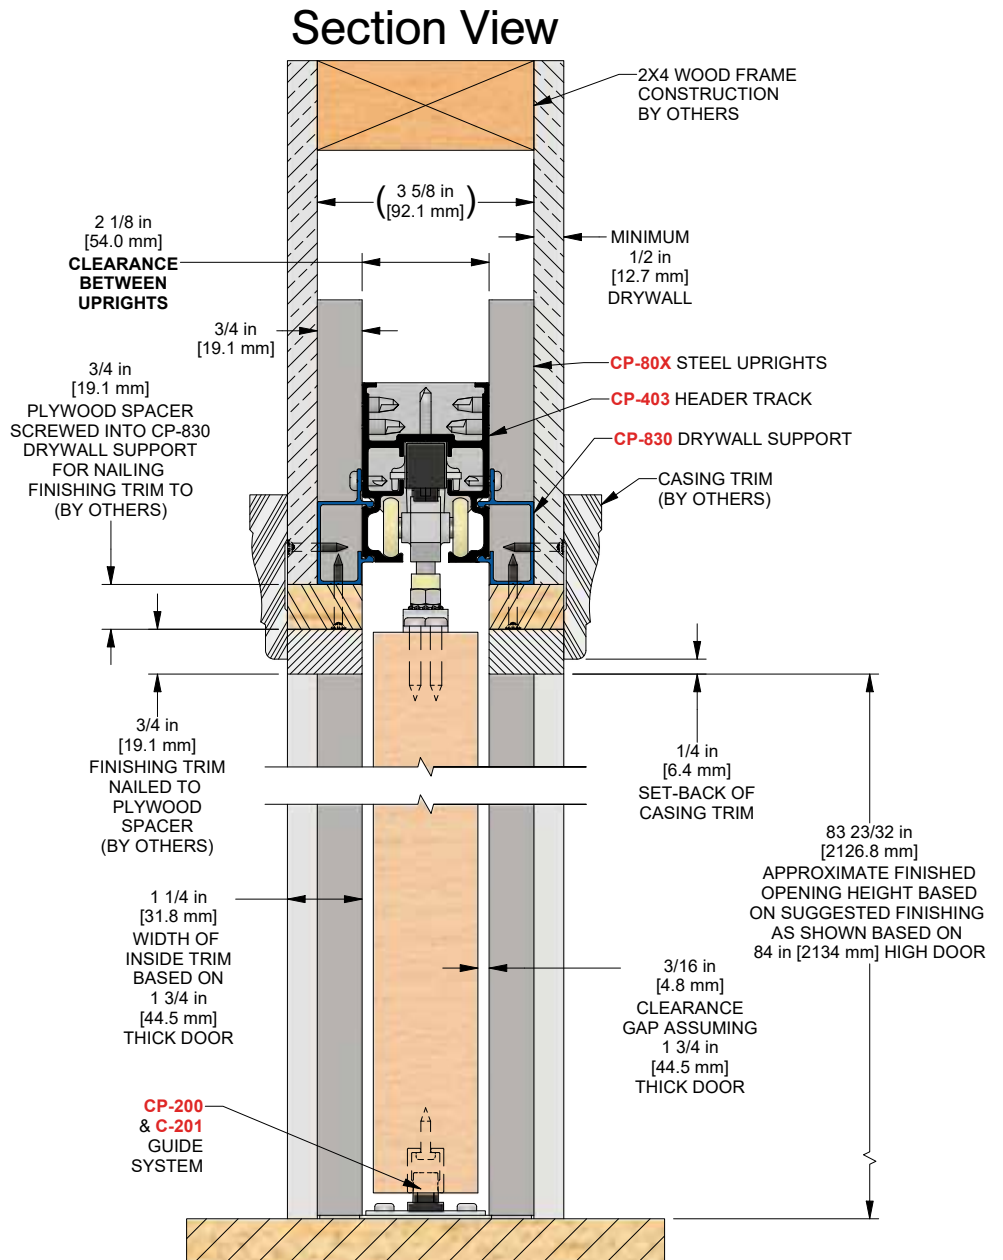 Section View
2X4 WOOD FRAME
CONSTRUCTION
BY OTHERS
(3 5/8 in
[92.1 mm])
2 1/8 in
[54.0 mm]
CLEARANCE
BETWEEN
UPRIGHTS
MINIMUM
1/2 in
[12.7 mm]
DRYWALL
3/4 in
[19.1 mm]
CP-80X STEEL UPRIGHTS
CP-403 HEADER TRACK
CP-830 DRYWALL SUPPORT
CASING TRIM
(BY OTHERS)
3/4 in
[19.1 mm]
PLYWOOD SPACER
SCREWED INTO CP-830
DRYWALL SUPPORT
FOR NAILING
FINISHING TRIM TO
(BY OTHERS)
3/4 in
[19.1 mm]
FINISHING TRIM
NAILED TO
PLYWOOD
SPACER
(BY OTHERS)
1/4 in
[6.4 mm]
SET-BACK OF
CASING TRIM
83 23/32 in
[2126.8 mm]
APPROXIMATE FINISHED
OPENING HEIGHT BASED
ON SUGGESTED FINISHING
AS SHOWN BASED ON
84 in [2134 mm] HIGH DOOR
1 1/4 in
[31.8 mm]
WIDTH OF
INSIDE TRIM
BASED ON
1 3/4 in
[44.5 mm]
THICK DOOR
3/16 in
[4.8 mm]
CLEARANCE
GAP ASSUMING
1 3/4 in
[44.5 mm]
THICK DOOR
CP-200
& C-201
GUIDE
SYSTEM